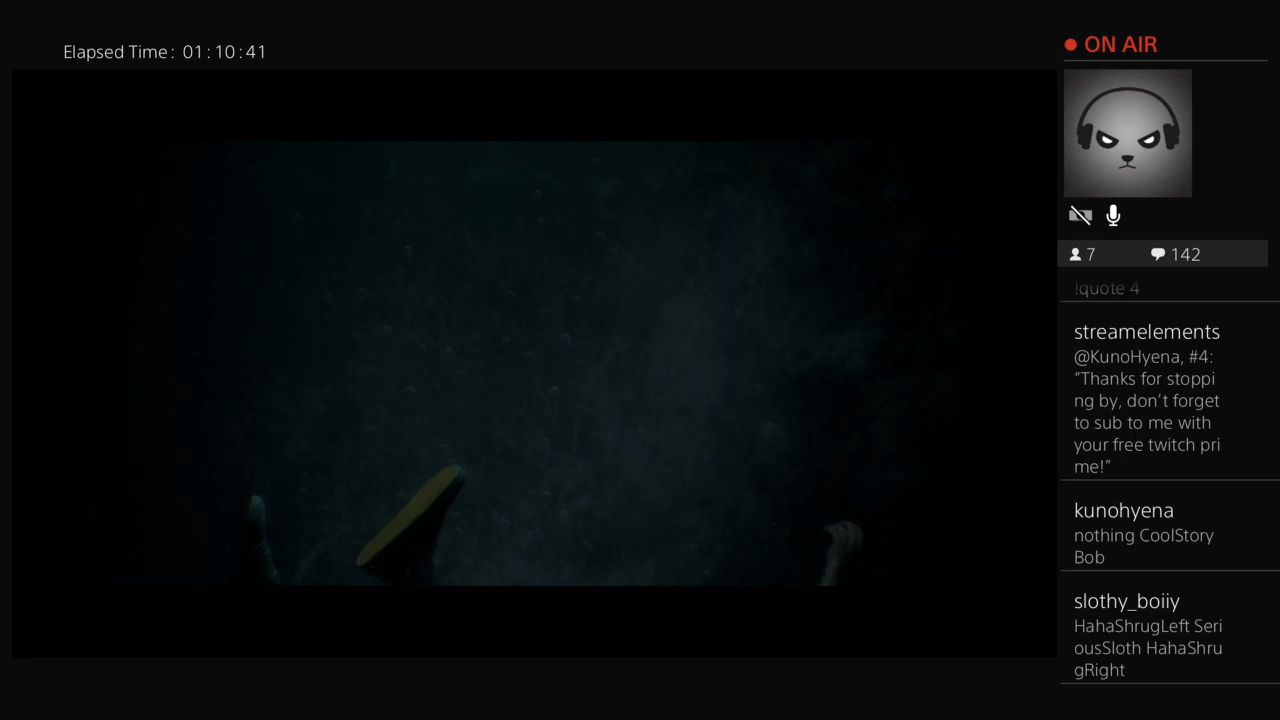 Elapsed Time: 01:10:41
ON AIR
7
142
!quote 4
streamelements
@KunoHyena, #4:
"Thanks for stoppi
ng by, don't forget
to sub to me with
your free twitch pri
me!"
kunohyena
nothing CoolStory
Bob
slothy_boiiy
HahaShrugLeft Seri
ousSloth HahaShru
gRight